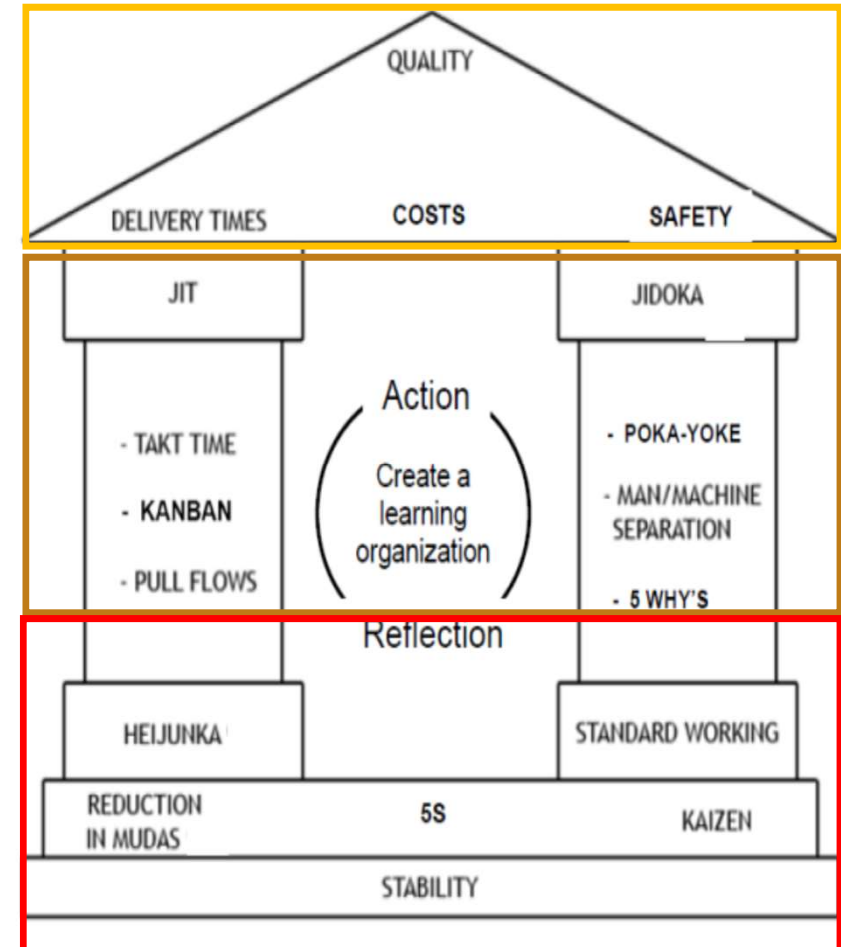 QUALITY
DELIVERY TIMES COSTS SAFETY
JIT JIDOKA
Action
Create a
learning
organization
Reflection
- TAKT TIME
- KANBAN
- PULL FLOWS
- POKA-YOKE
- MAN/MACHINE
SEPARATION
- 5 WHY'S
HEIJUNKA STANDARD WORKING
REDUCTION
IN MUDAS
5S
KAIZEN
STABILITY